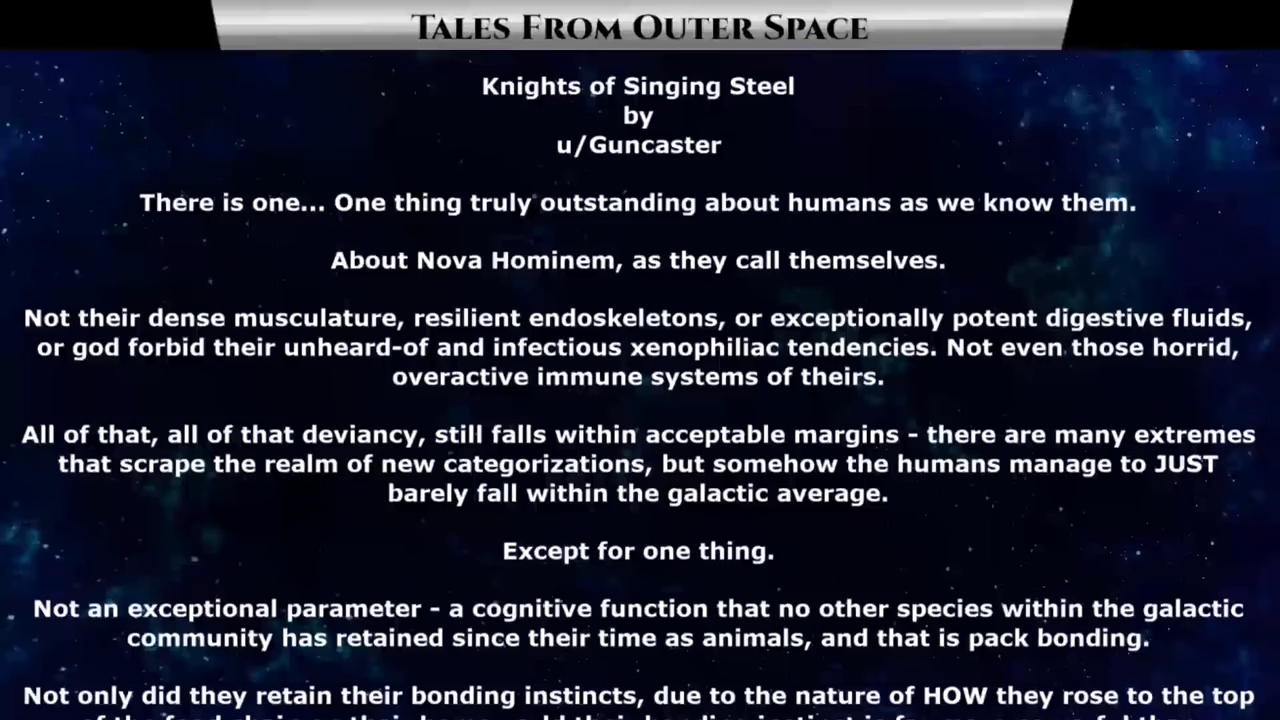 Tales From Outer Space
Knights of Singing Steel
by
u/Guncaster
There is one... One thing truly outstanding about humans as we know them.
About Nova Hominem, as they call themselves.
Not their dense musculature, resilient endoskeletons, or exceptionally potent digestive fluids,
or god forbid their unheard-of and infectious xenophiliac tendencies. Not even those horrid,
overactive immune systems of theirs.
All of that, all of that deviancy, still falls within acceptable margins - there are many extremes
that scrape the realm of new categorizations, but somehow the humans manage to JUST
barely fall within the galactic average.
Except for one thing.
Not an exceptional parameter - a cognitive function that no other species within the galactic
community has retained since their time as animals, and that is pack bonding.
Not only did they retain their bonding instincts, due to the nature of HOW they rose to the top